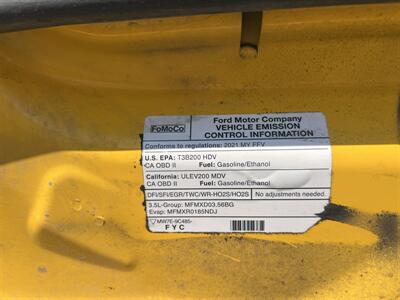 FoMoCo
Ford Motor Company
VEHICLE EMISSION
CONTROL INFORMATION
Conforms to regulations: 2021 MY FFV
U.S. EPA: T3B200 HDV
CA OBD II Fuel: Gasoline/Ethanol
California: ULEV200 MDV
CA OBD II Fuel: Gasoline/Ethanol
DFI/SFI/EGR/TWC/WR-HO2S/HO2S No adjustments needed.
3.5L-Group: MFMXD03.56BG
Evap: MFMXR0185NDJ
MW7E-9C485-
FYC